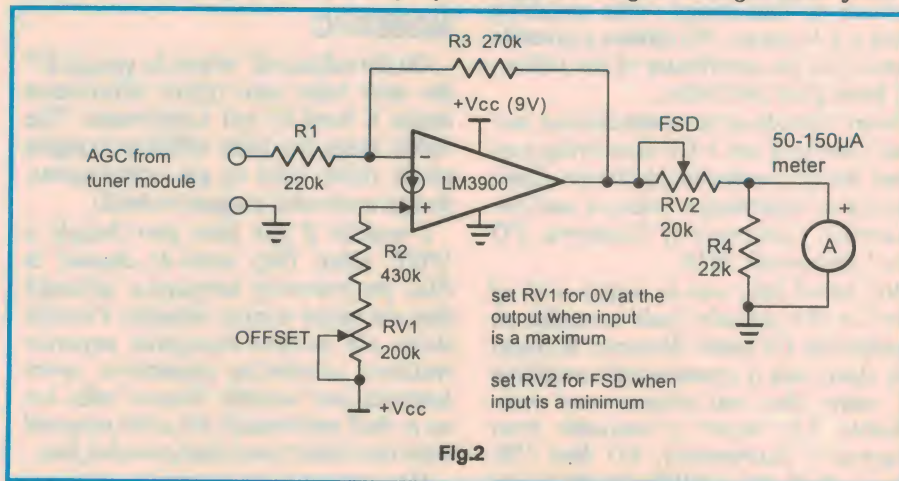 R3 270k
+Vcc (9V)
FSD
50-150µA
meter
R1
AGC from
tuner module
220k
−
LM3900
+
RV2
20k
R4
22k
+
A
R2
430k
RV1
200k
OFFSET
+Vcc
set RV1 for 0V at the
output when input
is a maximum
set RV2 for FSD when
input is a minimum
Fig.2